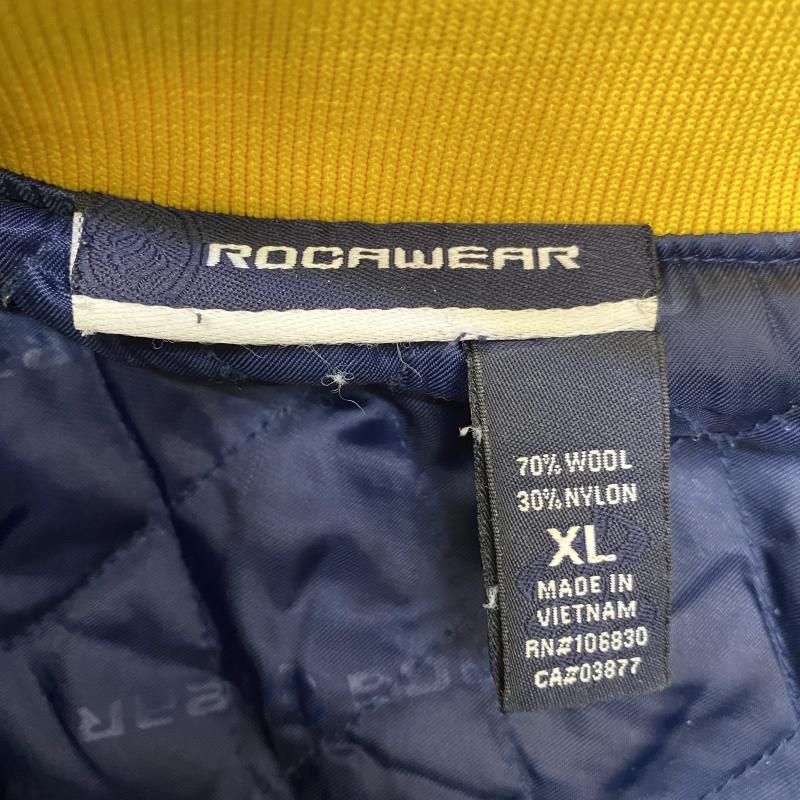 ROCAWEAR
70% WOOL
30% NYLON
XL
MADE IN
VIETNAM
RN#106830
CA#03877